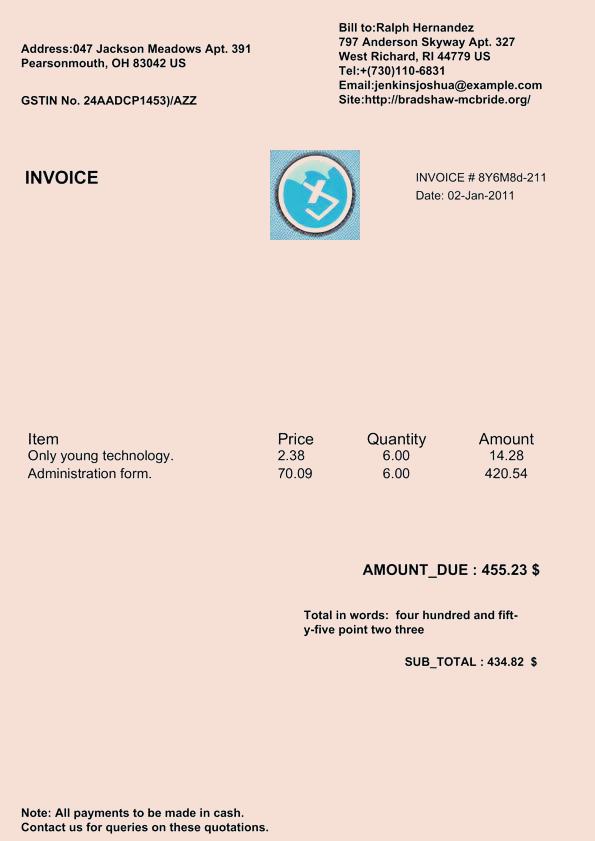 Address:047 Jackson Meadows Apt. 391
Pearsonmouth, OH 83042 US
GSTIN No. 24AADCP1453)/AZZ
Bill to:Ralph Hernandez
797 Anderson Skyway Apt. 327
West Richard, RI 44779 US
Tel:+(730)110-6831
Email:jenkinsjoshua@example.com
Site:http://bradshaw-mcbride.org/
INVOICE
INVOICE # 8Y6M8d-211
Date: 02-Jan-2011
Item Price Quantity Amount
Only young technology. 2.38 6.00 14.28
Administration form. 70.09 6.00 420.54
AMOUNT_DUE : 455.23 $
Total in words: four hundred and fift-
y-five point two three
SUB_TOTAL : 434.82 $
Note: All payments to be made in cash.
Contact us for queries on these quotations.